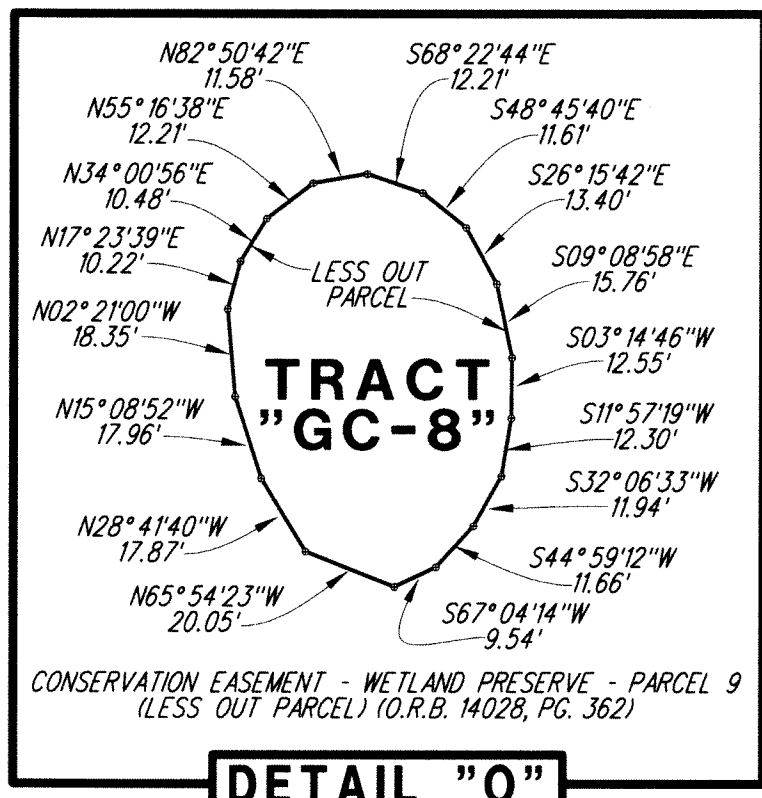 N82°50'42"E
11.58'
S68°22'44"E
12.21'
N55°16'38"E
12.21'
S48°45'40"E
11.61'
N34°00'56"E
10.48'
S26°15'42"E
13.40'
N17°23'39"E
10.22'
LESS OUT
PARCEL
S09°08'58"E
15.76'
N02°21'00"W
18.35'
S03°14'46"W
12.55'
TRACT
"GC-8"
N15°08'52"W
17.96'
S11°57'19"W
12.30'
S32°06'33"W
11.94'
N28°41'40"W
17.87'
S44°59'12"W
11.66'
N65°54'23"W
20.05'
S67°04'14"W
9.54'
CONSERVATION EASEMENT - WETLAND PRESERVE - PARCEL 9
(LESS OUT PARCEL) (O.R.B. 14028, PG. 362)
DETAIL "O"